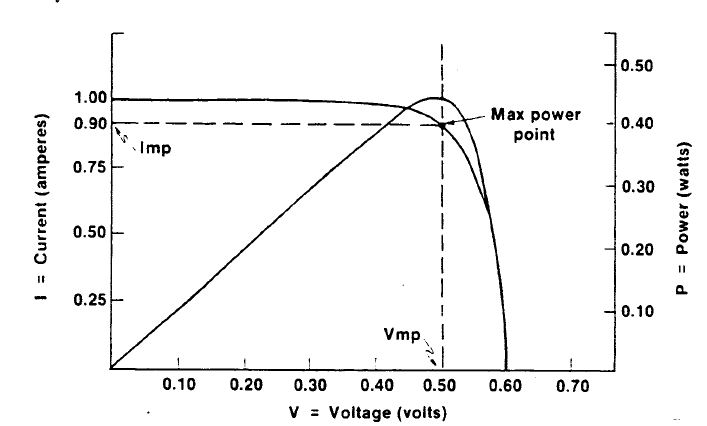 1.00
0.90
0.75
0.50
0.25
I = Current (amperes)
Imp
Max power
point
Vmp
0.50
0.40
0.30
0.20
0.10
P = Power (watts)
0.10 0.20 0.30 0.40 0.50 0.60 0.70
V = Voltage (volts)